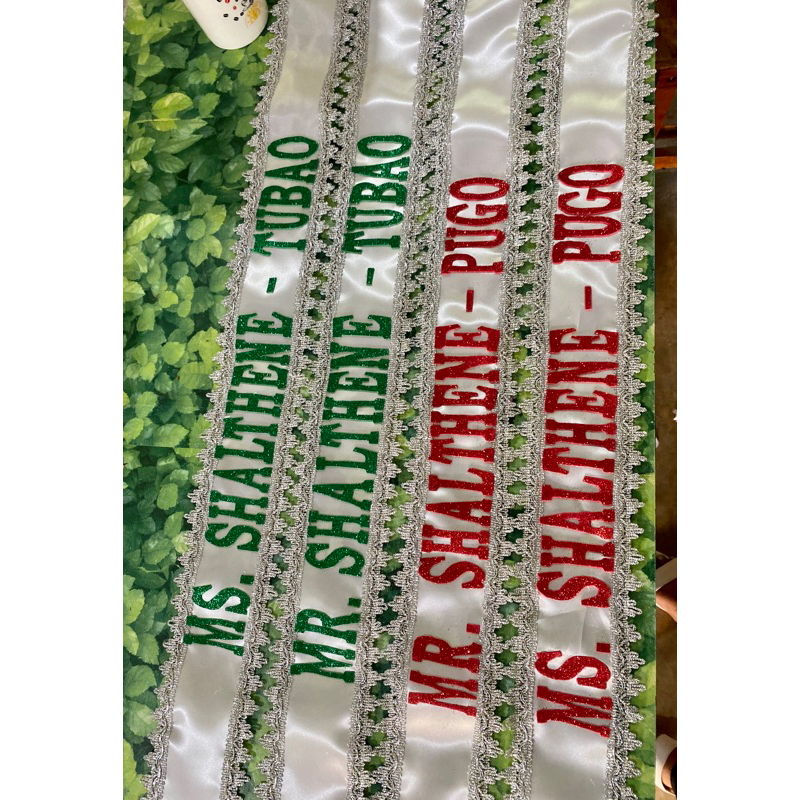 MS. SHALTHENE - TUBAO
MR. SHALTHENE - TUBAO
MR. SHALTHENE - PUGO
MS. SHALTHENE - PUGO